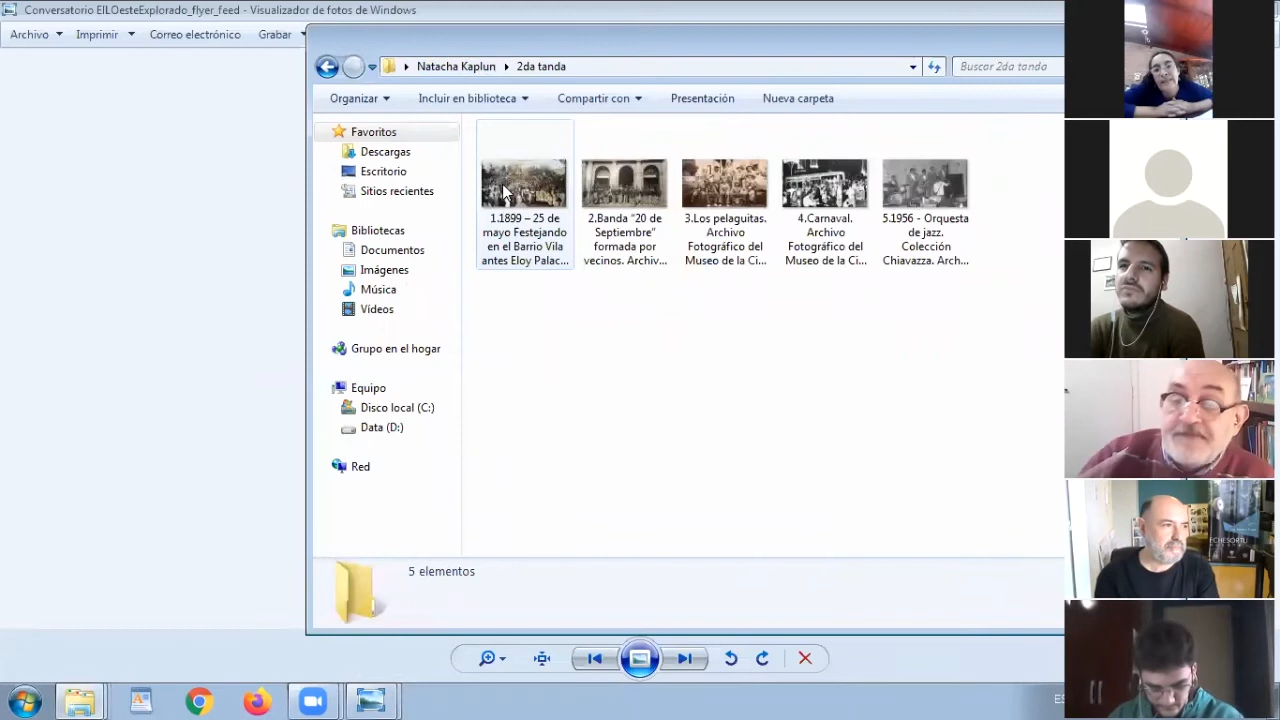 Conversatorio ElLOesteExplorado_flyer_feed - Visualizador de fotos de Windows
Archivo Imprimir Correo electrónico Grabar
Natacha Kaplun 2da tanda
Buscar 2da tanda
Organizar Incluir en biblioteca Compartir con Presentación Nueva carpeta
Favoritos
Descargas
Escritorio
Sitios recientes
Bibliotecas
Documentos
Imágenes
Música
Vídeos
Grupo en el hogar
Equipo
Disco local (C:)
Data (D:)
Red
1.1899 – 25 de
mayo Festejando
en el Barrio Vila
antes Eloy Palac...
2.Banda "20 de
Septiembre"
formada por
vecinos. Archiv...
3.Los pelaguitas.
Archivo
Fotográfico del
Museo de la Ci...
4.Carnaval.
Archivo
Fotográfico del
Museo de la Ci...
5.1956 - Orquesta
de jazz.
Colección
Chiavazza. Arch...
5 elementos
ECHESORTU
ES